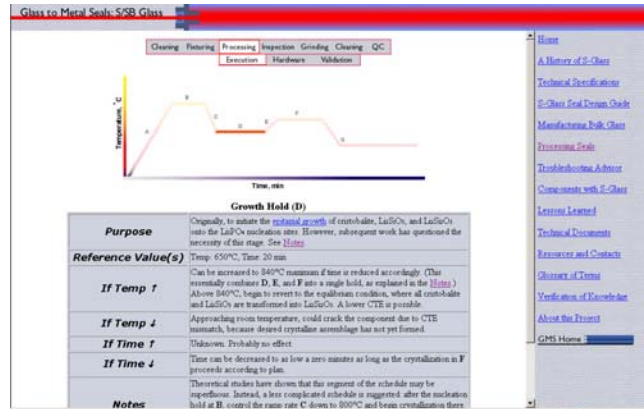 Glass to Metal Seals: S/SB Glass
Cleaning Fixturing Processing Inspection Grinding Cleaning QC
Execution Hardware Validation
Temperature, °C
A
B
C
D
E
F
G
Time, min
Growth Hold (D)
Purpose
Originally, to initiate the epitaxial growth of cristobalite, Li₂SiO₃, and Li₂Si₂O₅
onto the Li₃PO₄ nucleation sites. However, subsequent work has questioned the
necessity of this stage. See Notes.
Reference Value(s)
Temp: 650°C, Time: 20 min
If Temp ↑
Can be increased to 840°C maximum if time is reduced accordingly. (This
essentially combines D, E, and F into a single hold, as explained in the Notes.)
Above 840°C, begin to revert to the equilibrium condition, where all cristobalite
and Li₂SiO₃ are transformed into Li₂Si₂O₅. A lower CTE is possible.
If Temp ↓
Approaching room temperature, could crack the component due to CTE
mismatch, because desired crystalline assemblage has not yet formed.
If Time ↑
Unknown. Probably no effect.
If Time ↓
Time can be decreased to as low a zero minutes as long as the crystallization in F
proceeds according to plan.
Notes
Theoretical studies have shown that this segment of the schedule may be
superfluous. Instead, a less complicated schedule is suggested: after the nucleation
hold at B, control the ramp rate C down to 800°C and begin crystallization there.
Home
A History of S-Glass
Technical Specifications
S-Glass Seal Design Guide
Manufacturing Bulk Glass
Processing Seals
Troubleshooting Advisor
Components with S-Glass
Lessons Learned
Technical Documents
Resources and Contacts
Glossary of Terms
Verification of Knowledge
About this Project
GMS Home